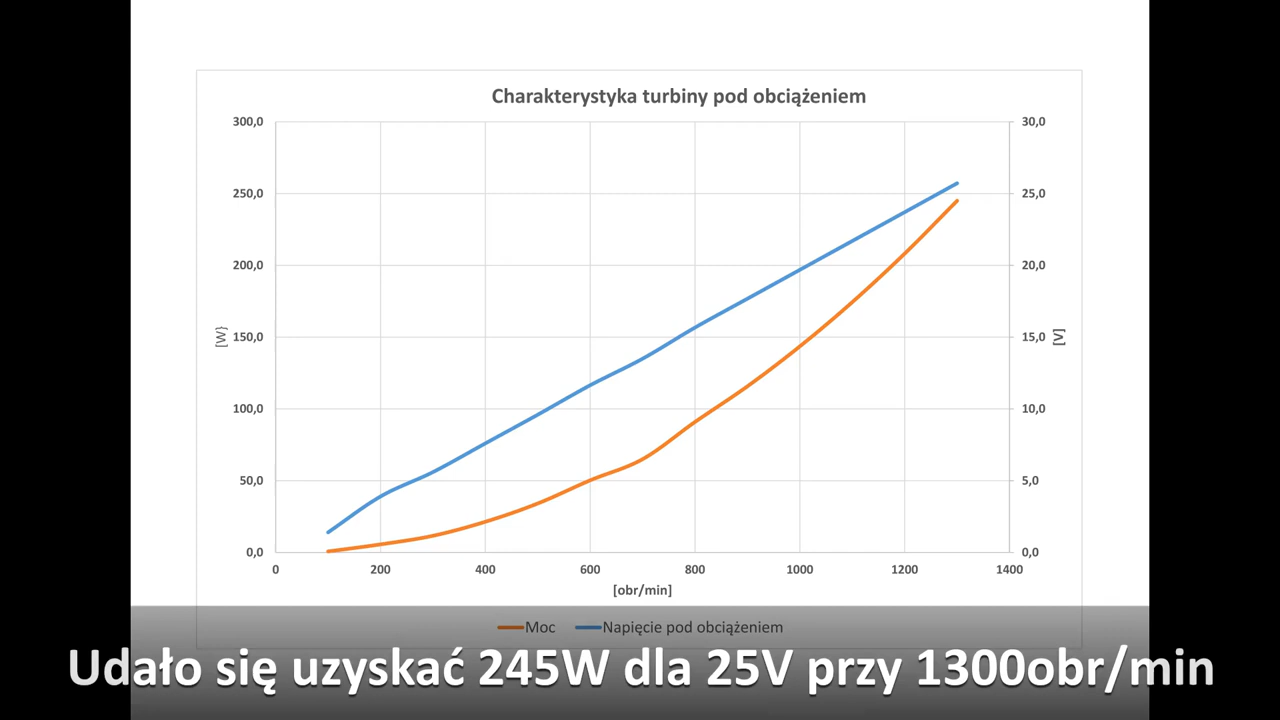 Charakterystyka turbiny pod obciążeniem
300,0
250,0
200,0
150,0
100,0
50,0
0,0
[W}
30,0
25,0
20,0
15,0
10,0
5,0
0,0
[V]
0 200 400 600 800 1000 1200 1400
[obr/min]
Moc Napięcie pod obciążeniem
Udało się uzyskać 245W dla 25V przy 1300obr/min